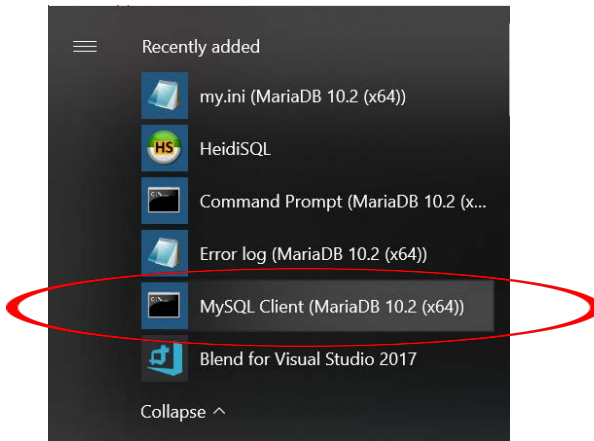 Recently added
my.ini (MariaDB 10.2 (x64))
HS
HeidiSQL
Command Prompt (MariaDB 10.2 (x...
Error log (MariaDB 10.2 (x64))
MySQL Client (MariaDB 10.2 (x64))
Blend for Visual Studio 2017
Collapse